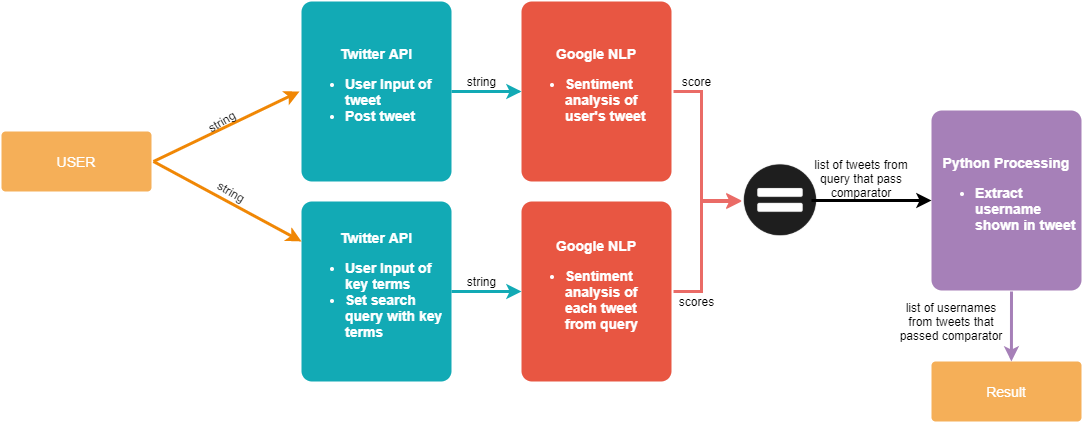 USER
string
string
Twitter API
• User Input of
tweet
• Post tweet
string
Google NLP
• Sentiment
analysis of
user's tweet
score
Twitter API
• User Input of
key terms
• Set search
query with key
terms
string
Google NLP
• Sentiment
analysis of
each tweet
from query
scores
list of tweets from
query that pass
comparator
Python Processing
• Extract
username
shown in tweet
list of usernames
from tweets that
passed comparator
Result